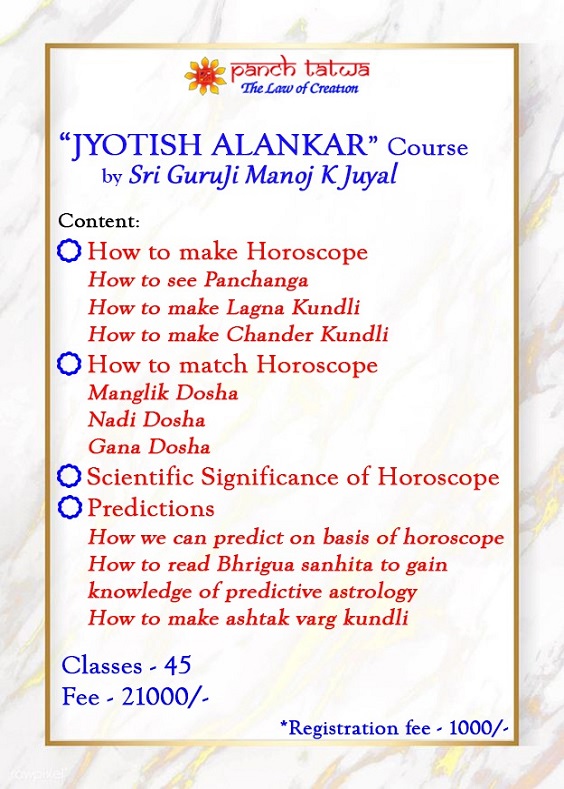 panch tatwa
The Law of Creation
“JYOTISH ALANKAR” Course
by Sri GuruJi Manoj K Juyal
Content:
How to make Horoscope
How to see Panchanga
How to make Lagna Kundli
How to make Chander Kundli
How to match Horoscope
Manglik Dosha
Nadi Dosha
Gana Dosha
Scientific Significance of Horoscope
Predictions
How we can predict on basis of horoscope
How to read Bhrigua sanhita to gain
knowledge of predictive astrology
How to make ashtak varg kundli
Classes - 45
Fee - 21000/-
*Registration fee - 1000/-
rawpixel